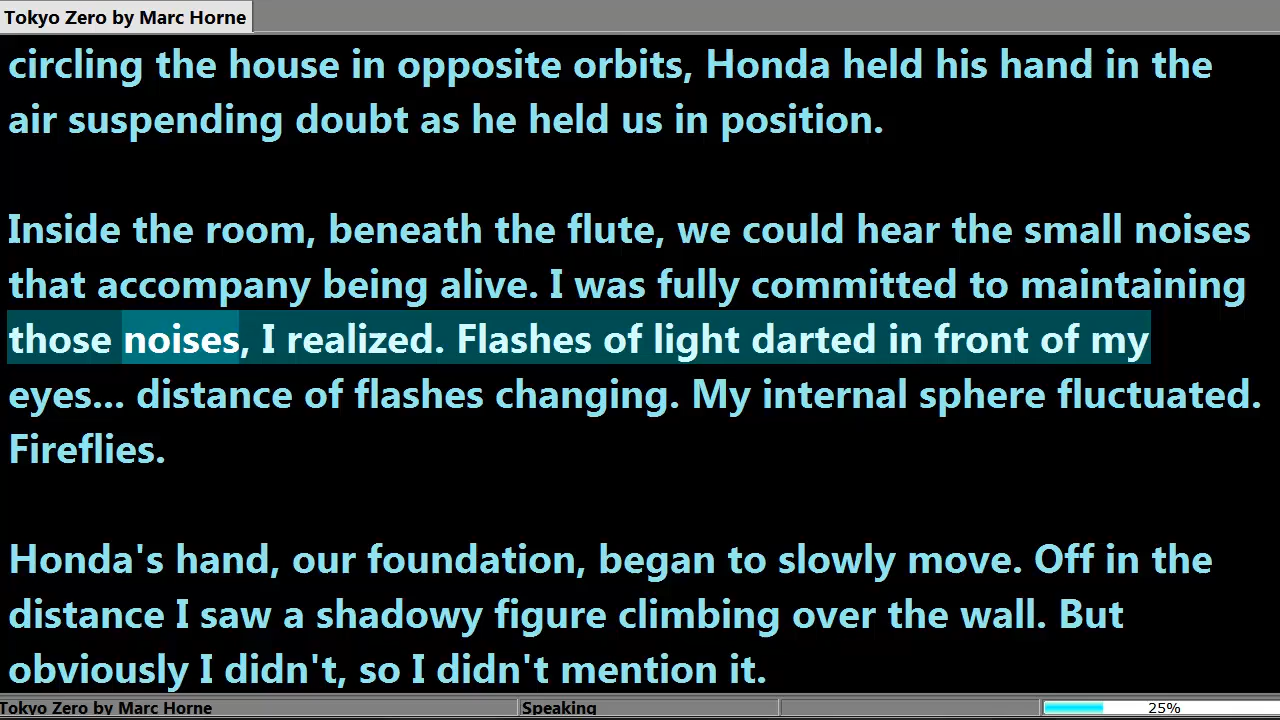 Tokyo Zero by Marc Horne
circling the house in opposite orbits, Honda held his hand in the
air suspending doubt as he held us in position.
Inside the room, beneath the flute, we could hear the small noises
that accompany being alive. I was fully committed to maintaining
those noises, I realized. Flashes of light darted in front of my
eyes... distance of flashes changing. My internal sphere fluctuated.
Fireflies.
Honda's hand, our foundation, began to slowly move. Off in the
distance I saw a shadowy figure climbing over the wall. But
obviously I didn't, so I didn't mention it.
Tokyo Zero by Marc Horne Speaking 25%